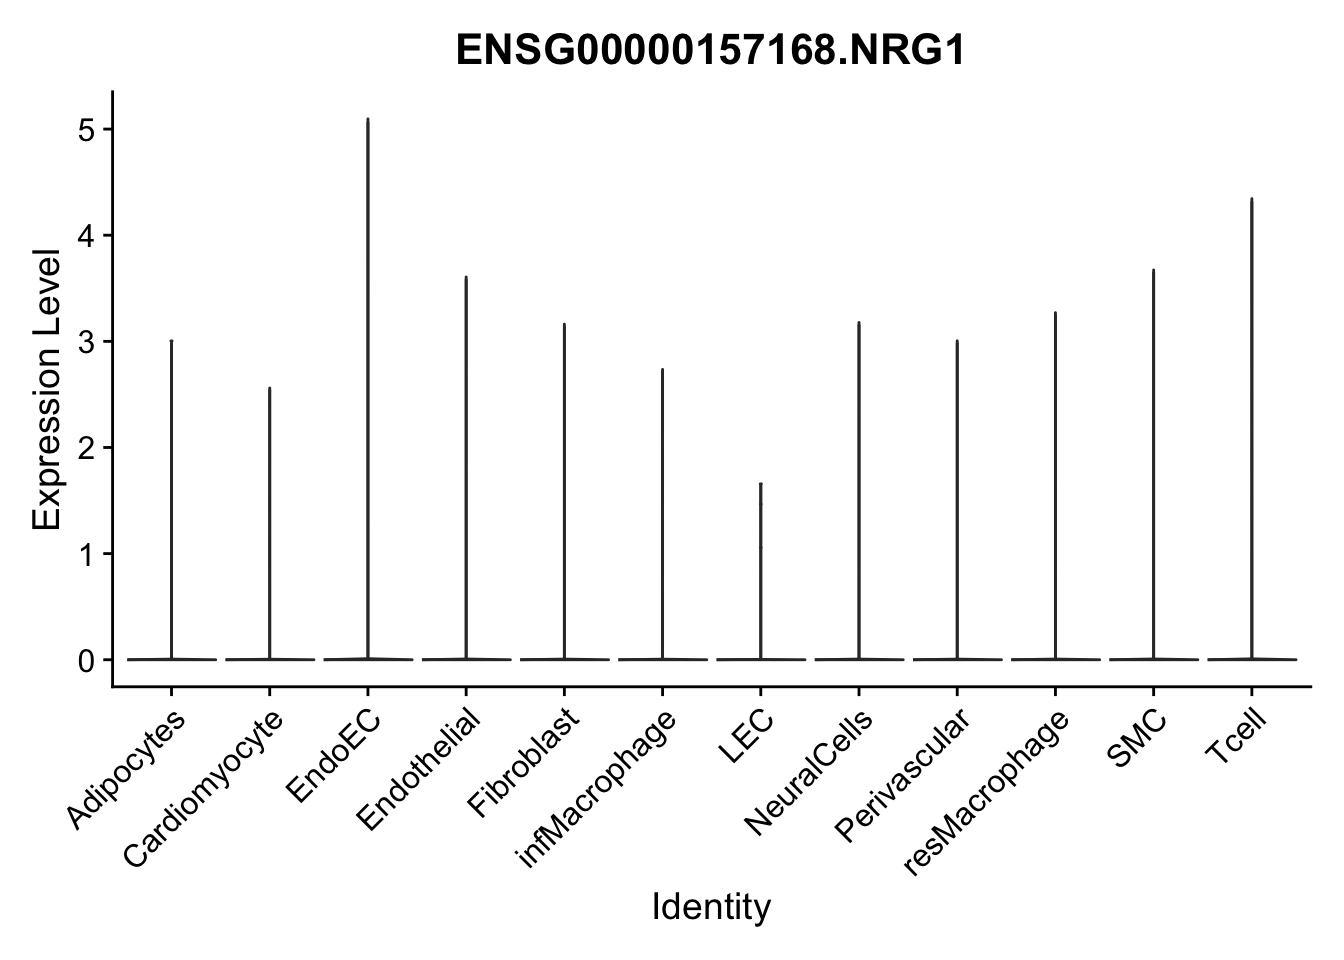 ENSG00000157168.NRG1
Expression Level
5
4
3
2
1
0
Adipocytes
Cardiomyocyte
EndoEC
Endothelial
Fibroblast
infMacrophage
LEC
NeuralCells
Perivascular
resMacrophage
SMC
Tcell
Identity